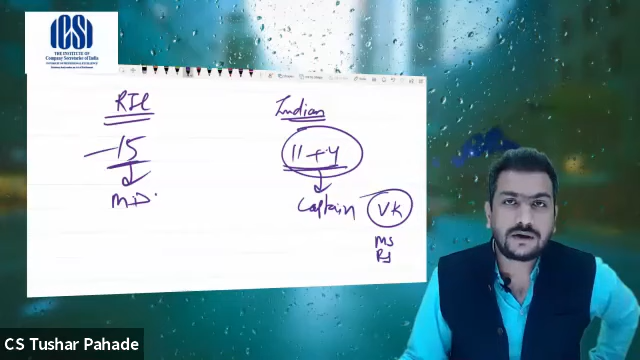 ICSI
THE INSTITUTE OF
Company Secretaries of India
RIL
15
M.D.
Indian
11+4
Captain
VK
MS
CS Tushar Pahade